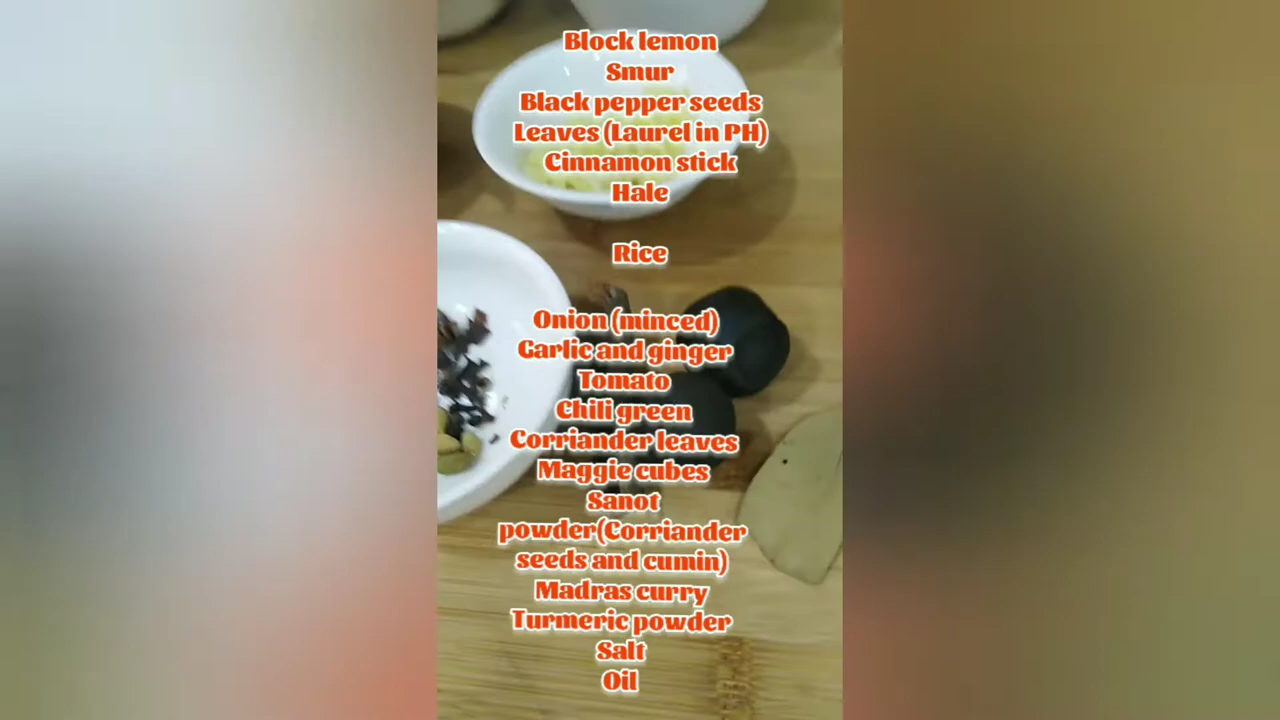 Block lemon
Smur
Black pepper seeds
Leaves (Laurel in PH)
Cinnamon stick
Hale
Rice
Onion (minced)
Garlic and ginger
Tomato
Chili green
Corriander leaves
Maggie cubes
Sanot
powder(Corriander
seeds and cumin)
Madras curry
Turmeric powder
Salt
Oil